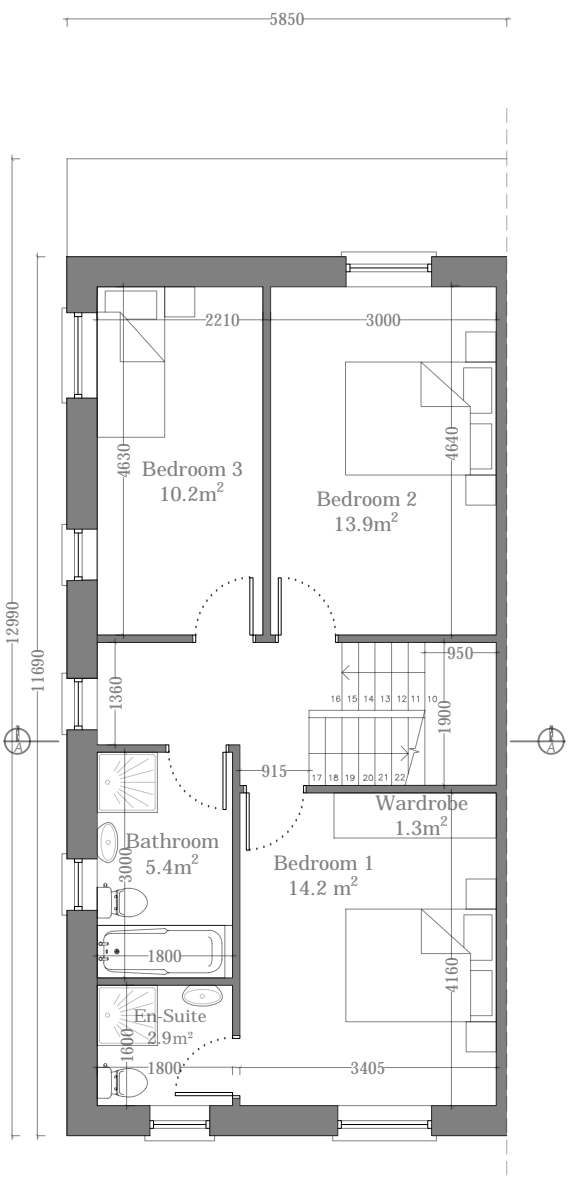 5850
12990
11690
2210
3000
4630
4640
Bedroom 3
10.2m²
Bedroom 2
13.9m²
1360
950
16 15 14 13 12 11 10
1900
A
A
915
17 18 19 20 21 22
Wardrobe
1.3m²
Bathroom
5.4m²
3000
Bedroom 1
14.2 m²
1800
4160
En-Suite
2.9m²
1600
1800
3405